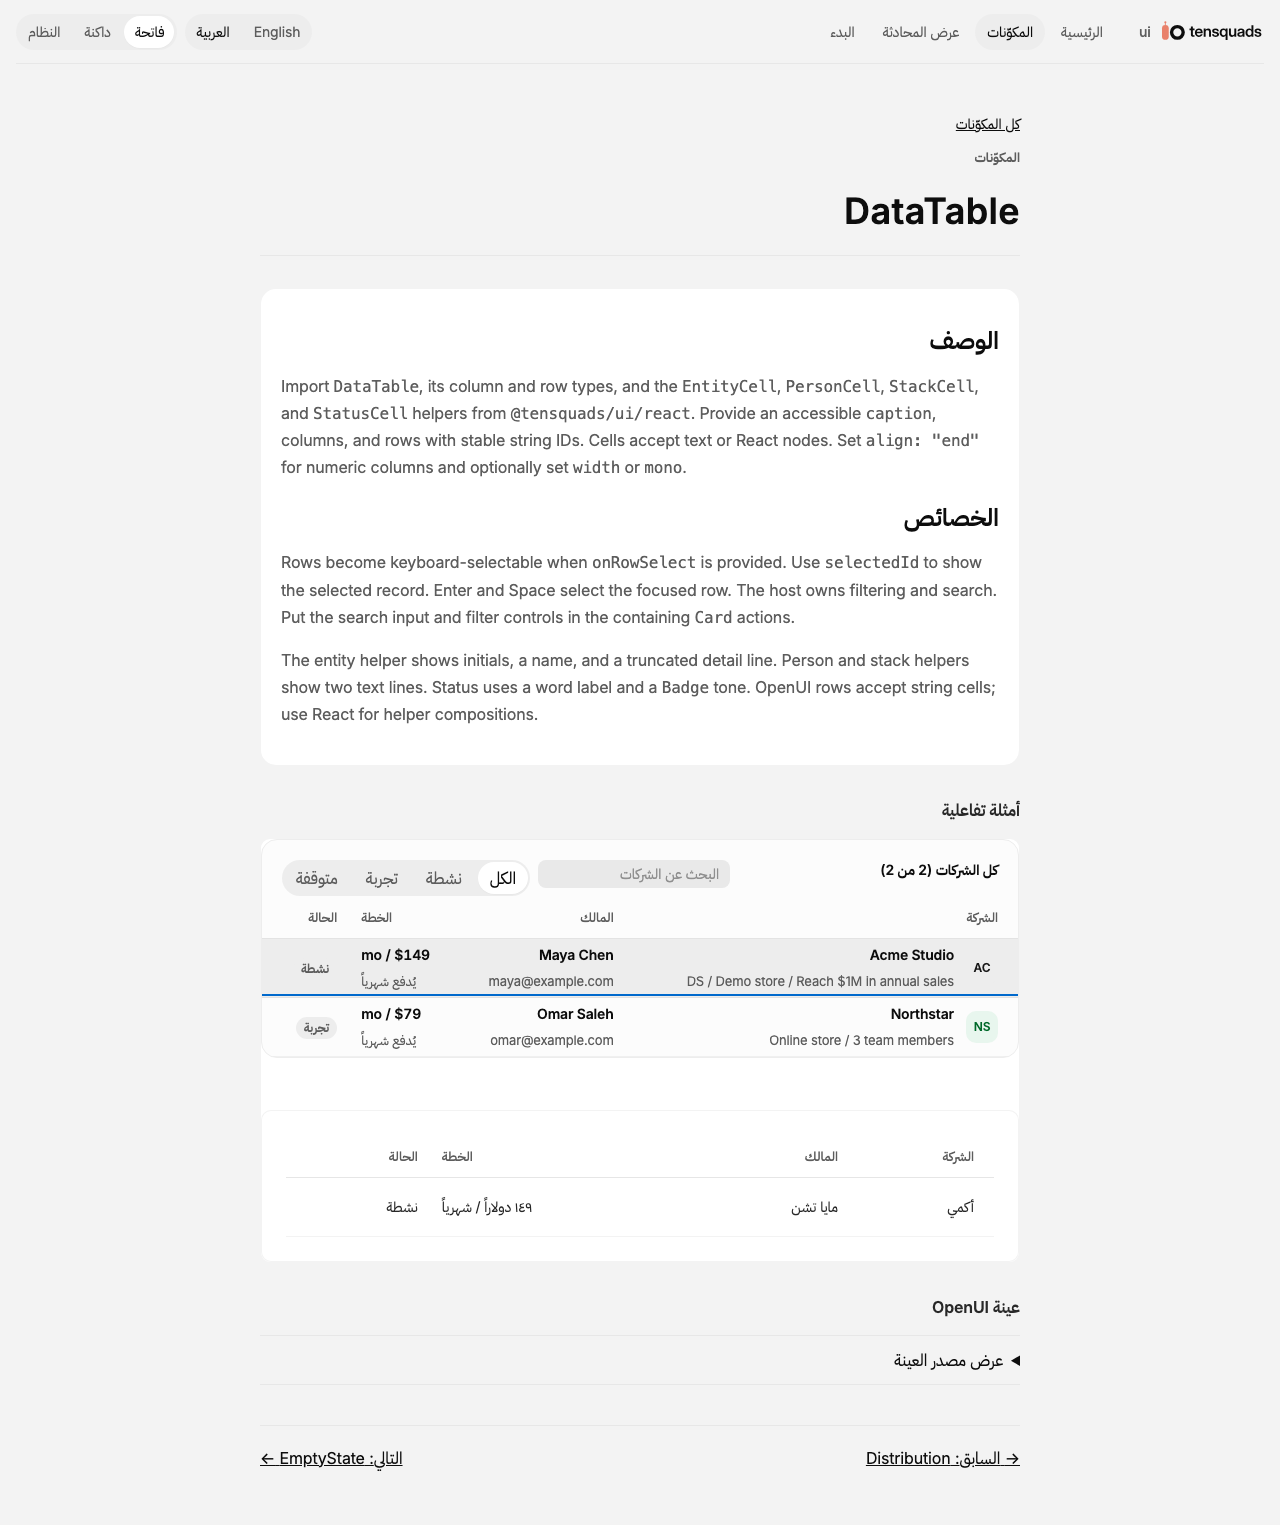 tensquads ui
الرئيسية
المكوّنات
عرض المحادثة
البدء
English
العربية
فاتحة
داكنة
النظام
كل المكوّنات
المكوّنات
DataTable
الوصف
Import DataTable, its column and row types, and the EntityCell, PersonCell, StackCell,
and StatusCell helpers from @tensquads/ui/react. Provide an accessible caption,
columns, and rows with stable string IDs. Cells accept text or React nodes. Set align: "end"
for numeric columns and optionally set width or mono.
الخصائص
Rows become keyboard-selectable when onRowSelect is provided. Use selectedId to show
the selected record. Enter and Space select the focused row. The host owns filtering and search.
Put the search input and filter controls in the containing Card actions.
The entity helper shows initials, a name, and a truncated detail line. Person and stack helpers
show two text lines. Status uses a word label and a Badge tone. OpenUI rows accept string cells;
use React for helper compositions.
أمثلة تفاعلية
كل الشركات (2 من 2)
البحث عن الشركات
الكل
نشطة
تجربة
متوقفة
الشركة
المالك
الخطة
الحالة
AC
Acme Studio
DS / Demo store / Reach $1M in annual sales
Maya Chen
maya@example.com
mo / $149
يُدفع شهرياً
نشطة
NS
Northstar
Online store / 3 team members
Omar Saleh
omar@example.com
mo / $79
يُدفع شهرياً
تجربة
الشركة
المالك
الخطة
الحالة
أكمي
مايا تشن
١٤٩ دولاراً / شهرياً
نشطة
عينة OpenUI
◀ عرض مصدر العينة
→ السابق: Distribution
التالي: EmptyState ←